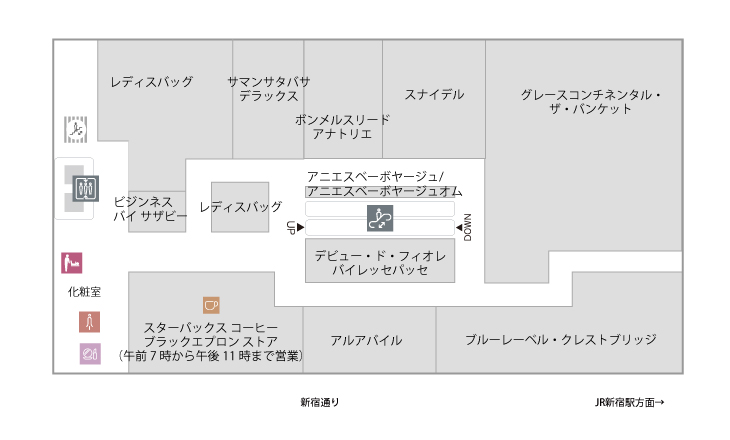 レディスバッグ
サマンサタバサ
デラックス
ボンメルスリード
アナトリエ
スナイデル
グレースコンチネンタル・
ザ・バンケット
アニエスベーボヤージュ/
アニエスベーボヤージュオム
ビジンネス
バイ サザビー
レディスバッグ
UP
DOWN
デビュー・ド・フィオレ
バイレッセパッセ
化粧室
スターバックス コーヒー
ブラックエプロン ストア
（午前７時から午後 11 時まで営業）
アルアバイル
ブルーレーベル・クレストブリッジ
新宿通り
JR新宿駅方面→